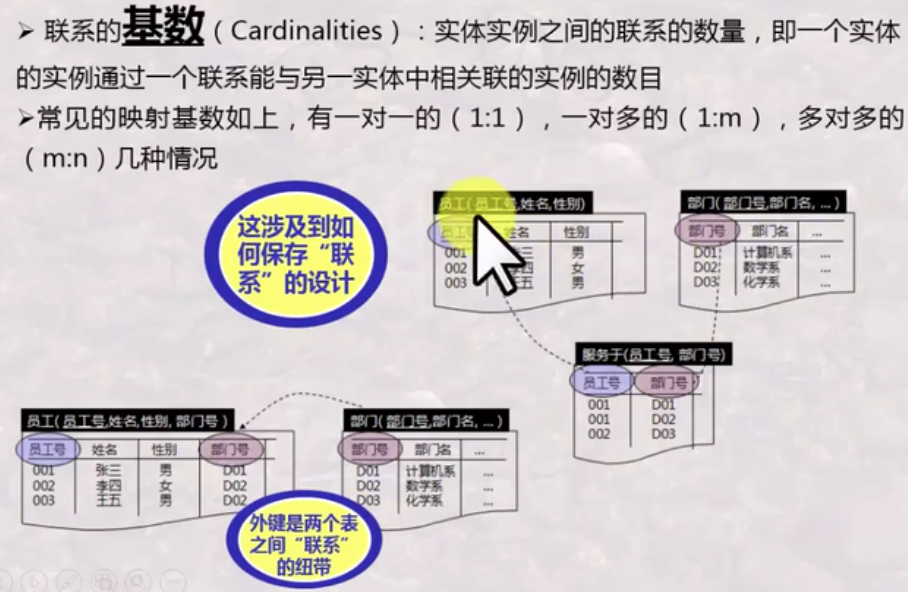 ➢ 联系的基数（Cardinalities）：实体实例之间的联系的数量，即一个实体
的实例通过一个联系能与另一实体中相关联的实例的数目
➢常见的映射基数如上，有一对一的（1:1），一对多的（1:m），多对多的
（m:n）几种情况
这涉及到如
何保存“联
系”的设计
员工(员工号,姓名,性别)
姓名 性别
001 三 男
002 四 女
003 王五 男
部门( 部门号,部门名, ... )
部门号 部门名 ...
D01 计算机系 ...
D02 数学系 ...
D03 化学系 ...
服务于(员工号, 部门号)
员工号 部门号
001 D01
001 D02
002 D03
员工( 员工号,姓名,性别, 部门号 )
员工号 姓名 性别 部门号
001 张三 男 D01
002 李四 女 D02
003 王五 男 D02
部门( 部门号,部门名, ... )
部门号 部门名 ...
D01 计算机系
D02 数学系 ...
D03 化学系 ...
外键是两个表
之间“联系”
的纽带